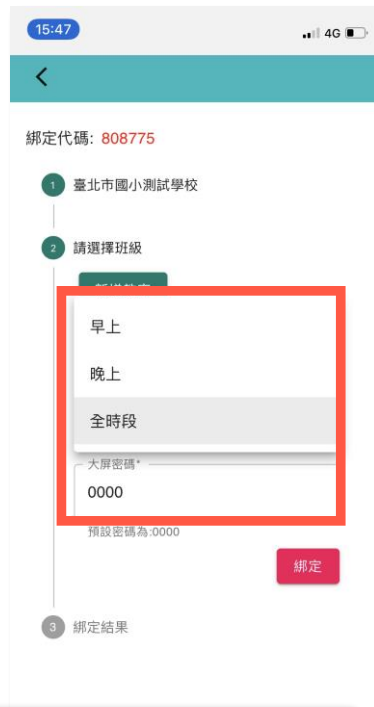 15:47
4G
綁定代碼: 808775
1 臺北市國小測試學校
2 請選擇班級
早上
晚上
全時段
大屏密碼*
0000
預設密碼為:0000
綁定
3 綁定結果